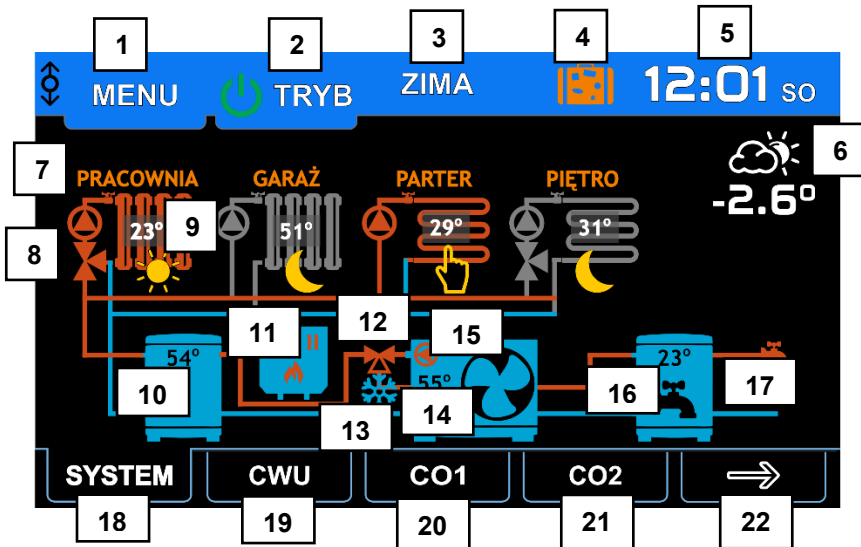 1 2 3 4 5
MENU TRYB ZIMA 12:01 SO
6
-2.6°
7
PRACOWNIA GARAŻ PARTER PIĘTRO
23° 9 51° 29° 31°
8
11 12 15
54° II 55° 23°
10 13 14 16 17
SYSTEM CWU CO1 CO2
18 19 20 21 22